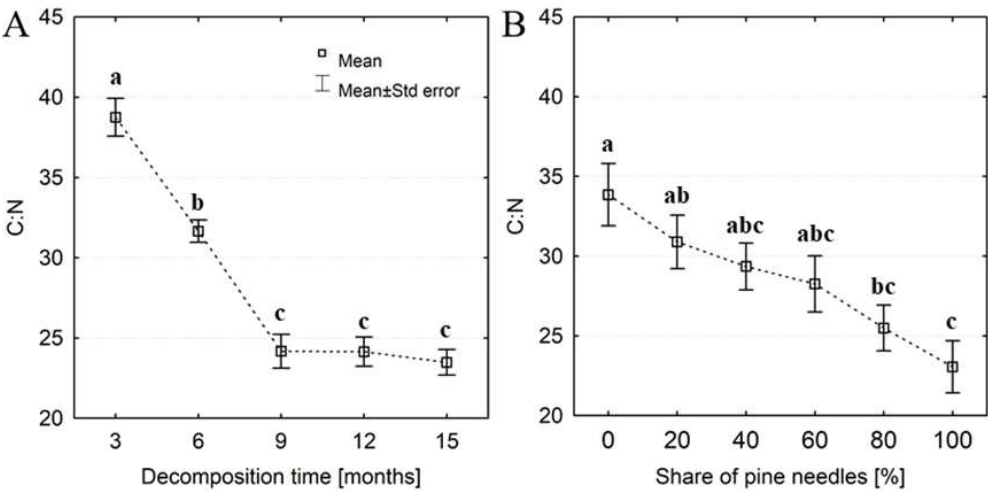 A
45
40
35
30
25
20
C:N
a
b
c
c
c
Mean
Mean±Std error
3 6 9 12 15
Decomposition time [months]
B
45
40
35
30
25
20
C:N
a
ab
abc
abc
bc
c
0 20 40 60 80 100
Share of pine needles [%]